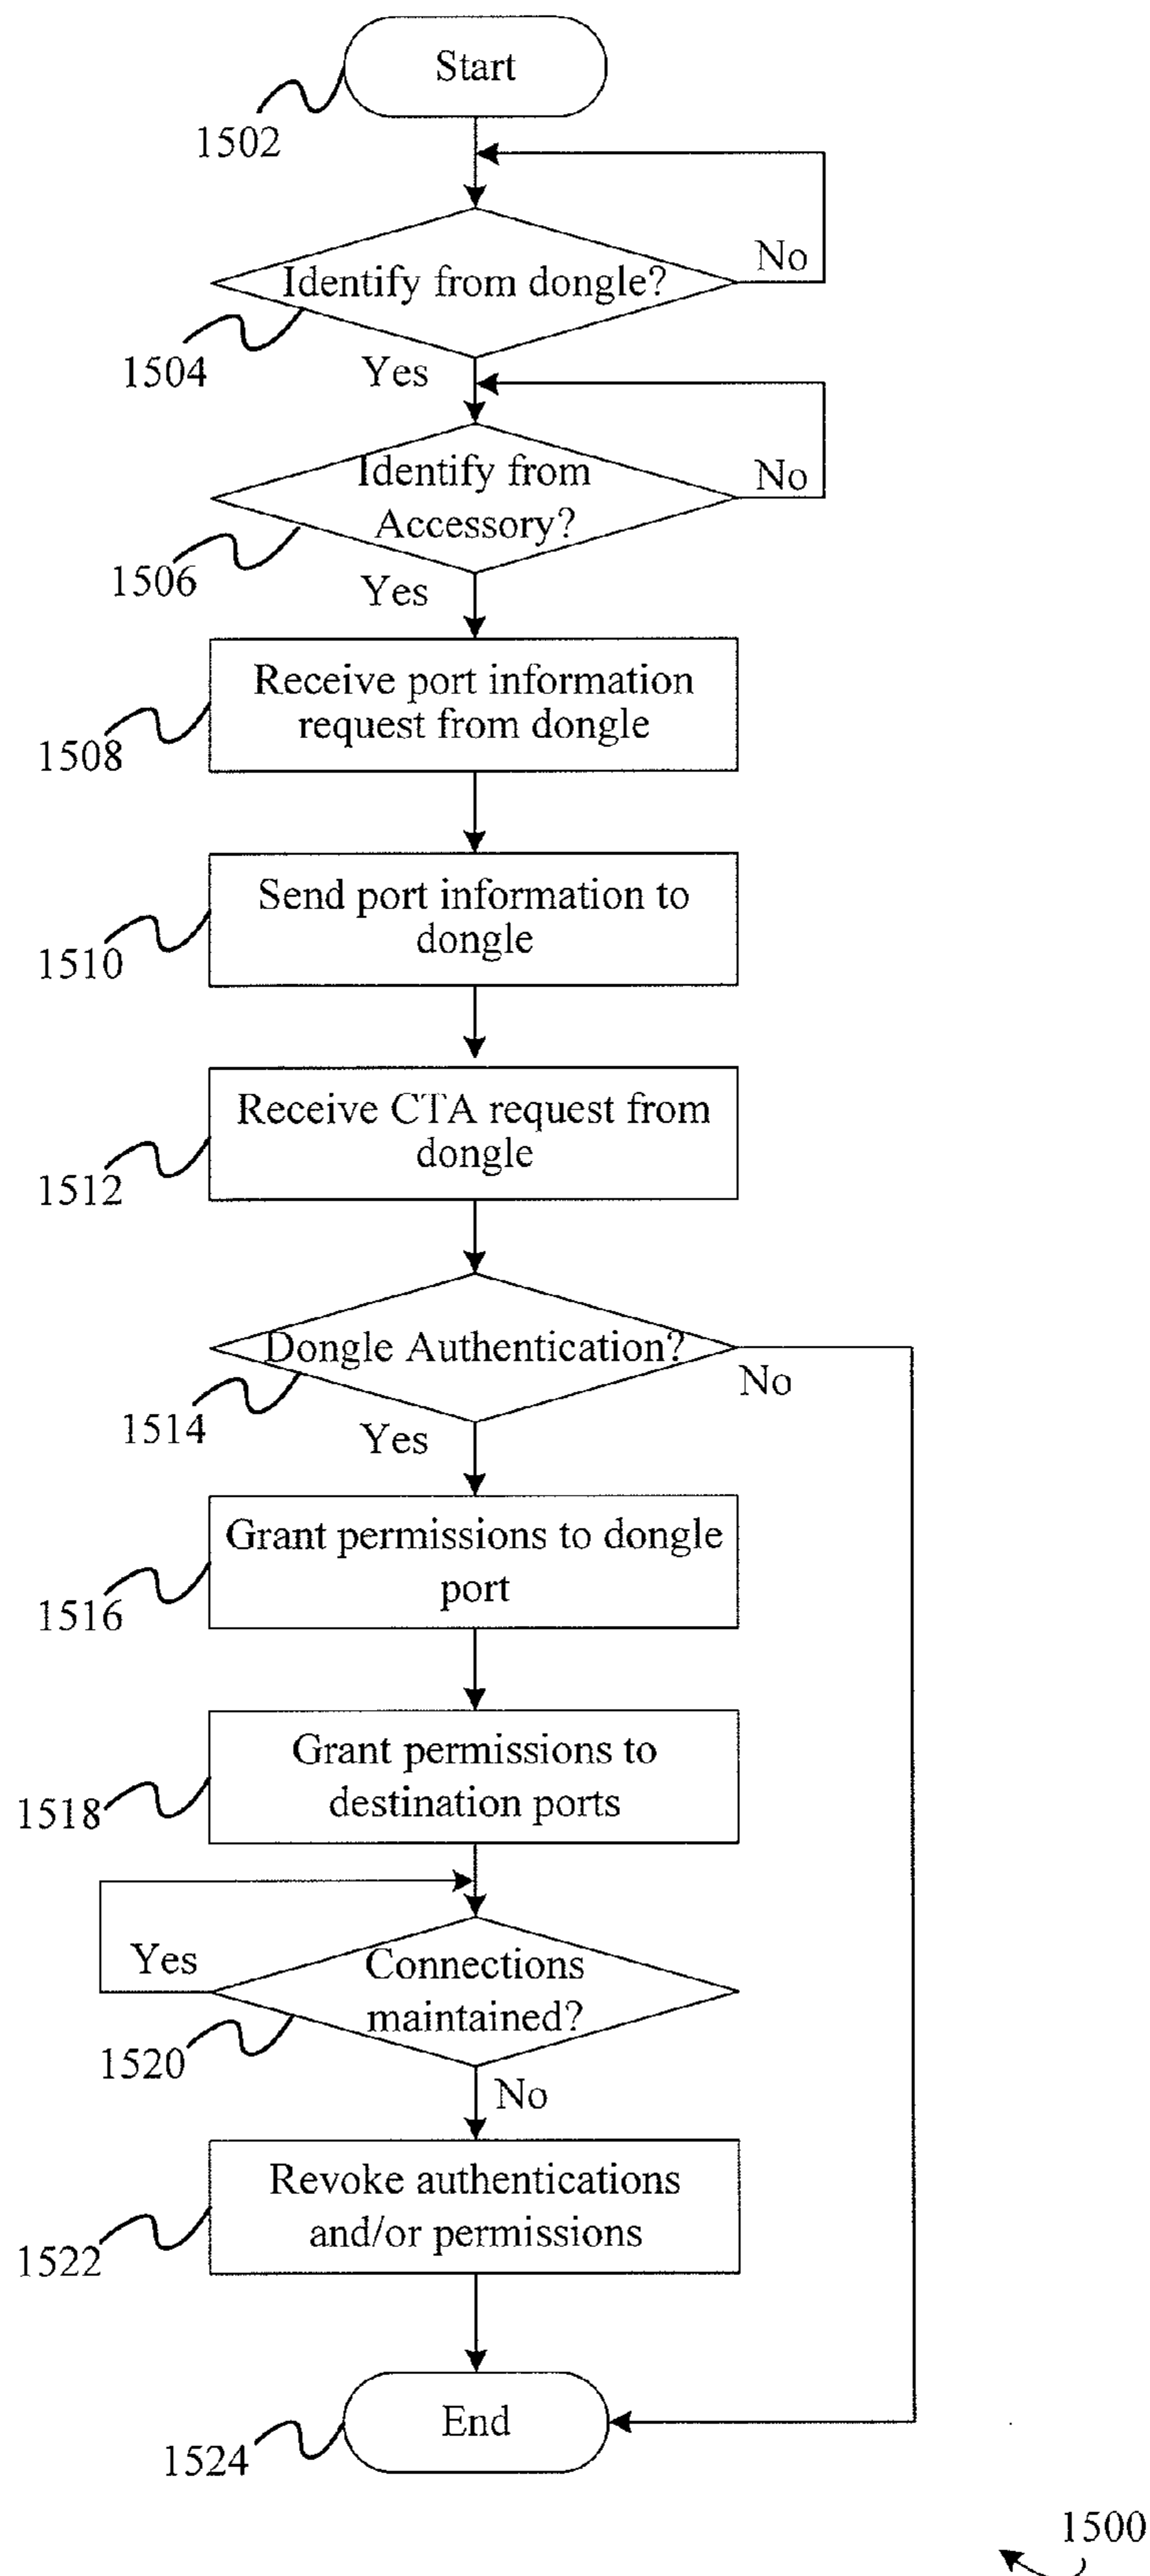 Start
1502
No
Identify from dongle?
1504
Yes
No
Identify from
Accessory?
1506
Yes
Receive port information
request from dongle
1508
Send port information to
dongle
1510
Receive CTA request from
dongle
1512
Dongle Authentication?
No
1514
Yes
Grant permissions to dongle
port
1516
Grant permissions to
destination ports
1518
Yes
Connections
maintained?
1520
No
Revoke authentications
and/or permissions
1522
End
1524
1500